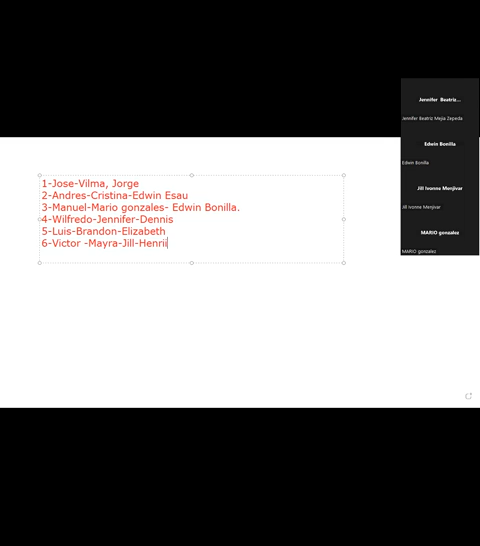 Jennifer Beatriz...
Jennifer Beatriz Mejia Zepeda
Edwin Bonilla
Edwin Bonilla
Jill Ivonne Menjivar
Jill Ivonne Menjivar
MARIO gonzalez
MARIO gonzalez
1-Jose-Vilma, Jorge
2-Andres-Cristina-Edwin Esau
3-Manuel-Mario gonzales- Edwin Bonilla.
4-Wilfredo-Jennifer-Dennis
5-Luis-Brandon-Elizabeth
6-Victor -Mayra-Jill-Henrii